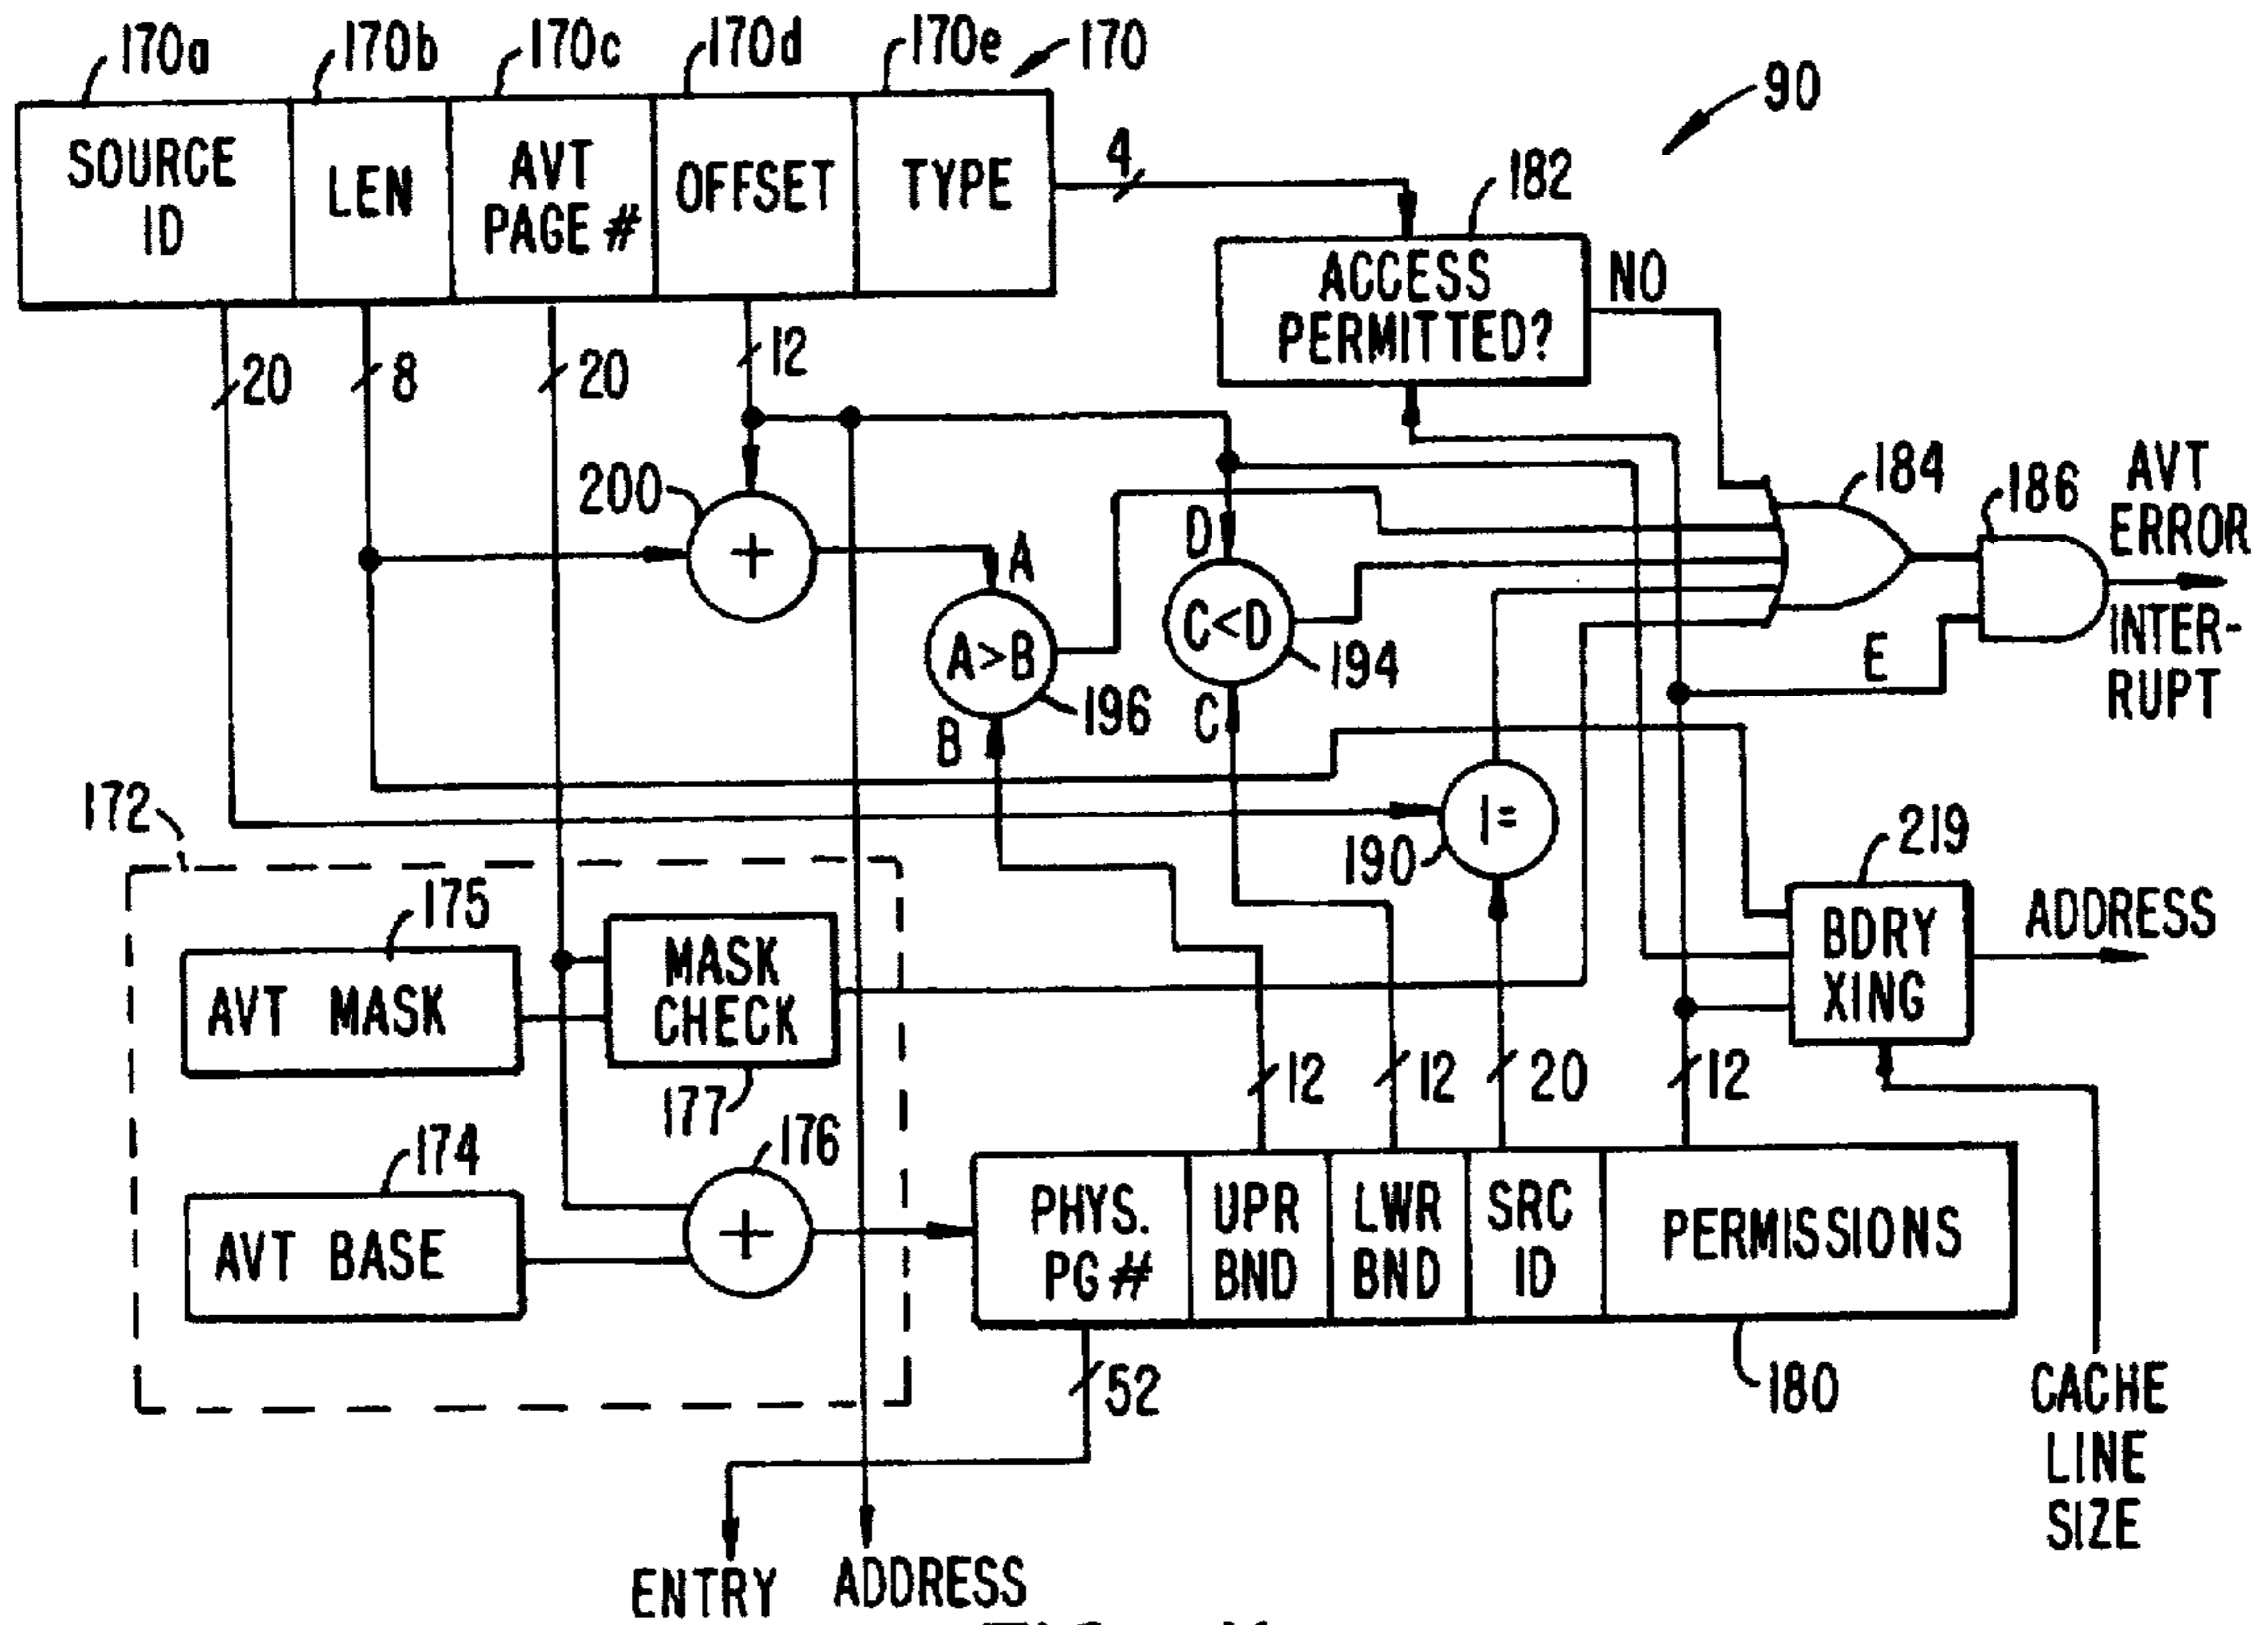 170a
170b
170c
170d
170e
170
90
SOURCE
ID
LEN
AVT
PAGE #
OFFSET
TYPE
4
182
ACCESS
PERMITTED?
NO
20
8
20
12
200
+
A
A>B
B
196
D
C<D
C
194
184
186
AVT
ERROR
INTER-
RUPT
E
172
175
AVT MASK
MASK
CHECK
177
174
AVT BASE
176
+
190
!=
219
BDRY
XING
ADDRESS
12
12
20
12
PHYS.
PG #
UPR
BND
LWR
BND
SRC
ID
PERMISSIONS
180
52
CACHE
LINE
SIZE
ENTRY
ADDRESS